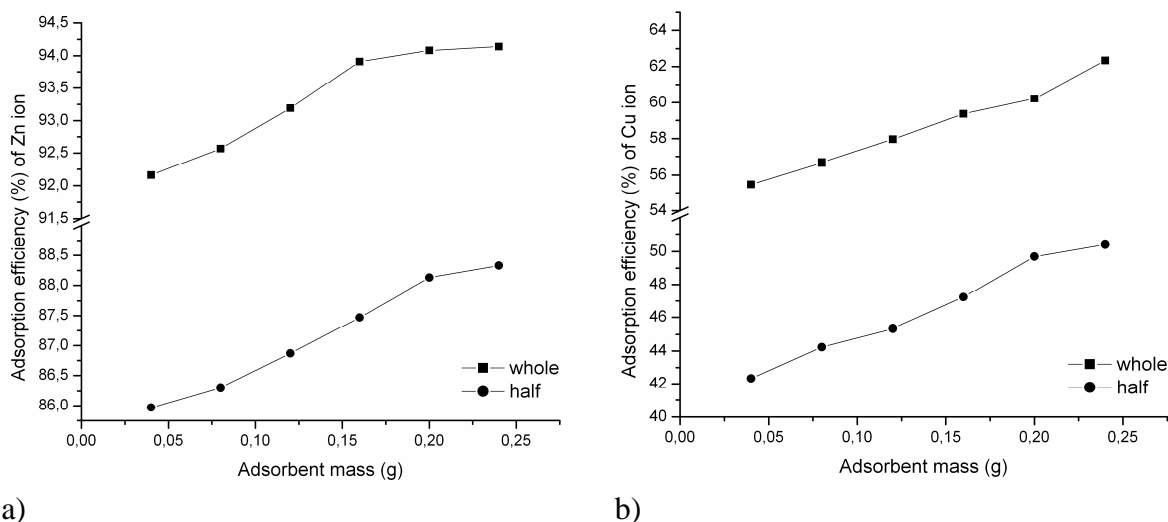 Adsorption efficiency (%) of Zn ion
94,5
94,0
93,5
93,0
92,5
92,0
91,5
88,5
88,0
87,5
87,0
86,5
86,0
whole
half
0,00 0,05 0,10 0,15 0,20 0,25
Adsorbent mass (g)
a)
Adsorption efficiency (%) of Cu ion
62
60
58
56
54
50
48
46
44
42
40
whole
half
0,00 0,05 0,10 0,15 0,20 0,25
Adsorbent mass (g)
b)